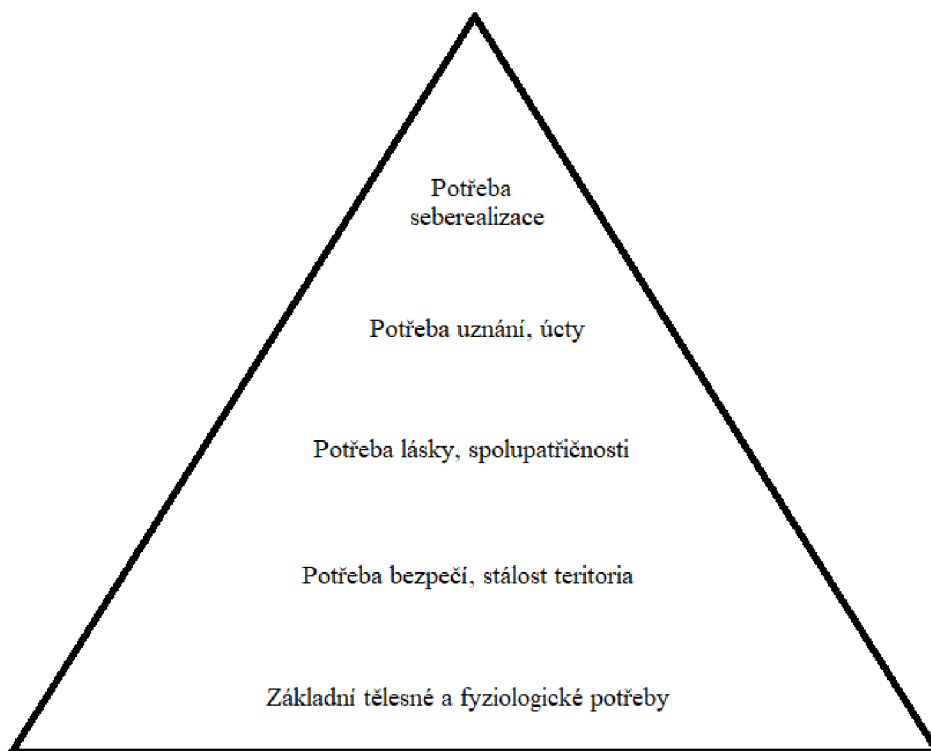 Potřeba
seberealizace
Potřeba uznání, úcty
Potřeba lásky, spolupatřičnosti
Potřeba bezpečí, stálost teritoria
Základní tělesné a fyziologické potřeby